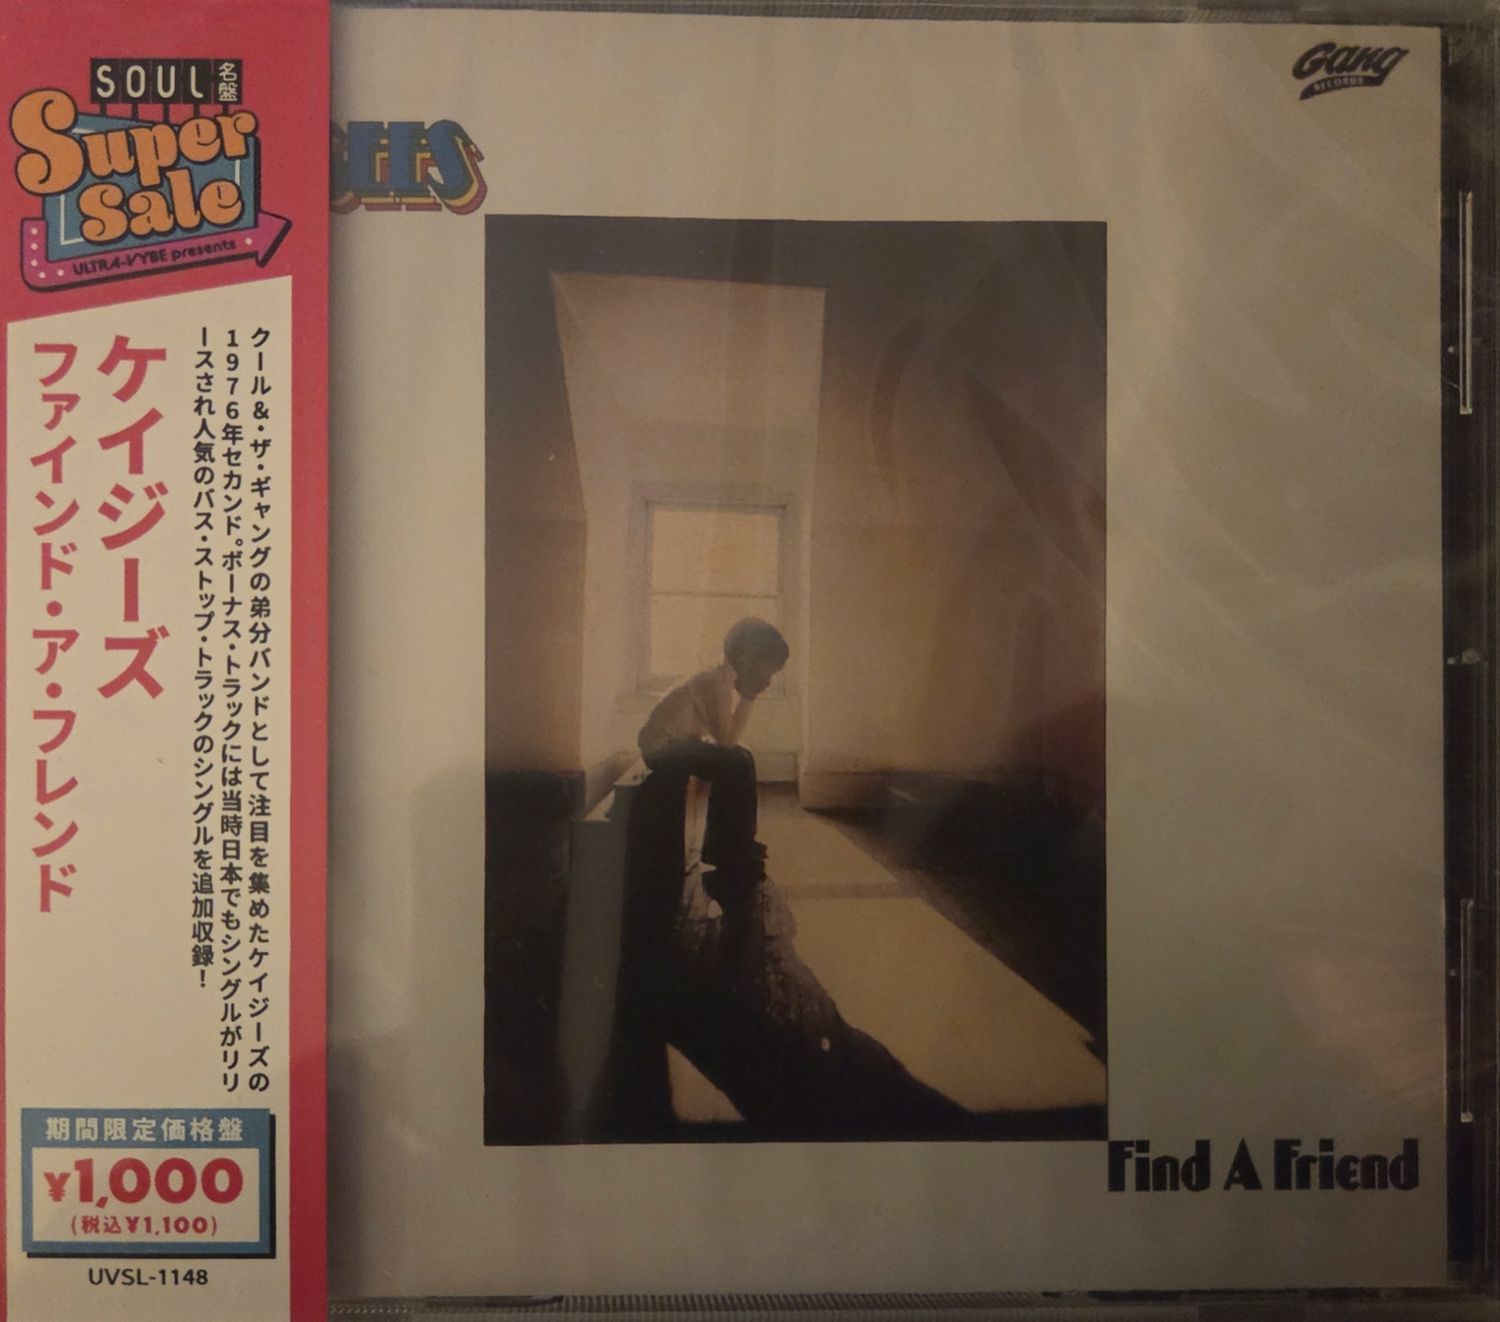 SOUL 名盤
Super
Sale
ULTRA-VYBE presents
ケイジーズ
ファインド・ア・フレンド
クール&・ザ・ギャングの弟分バンドとして注目を集めたケイジーズの
1976年セカンド。ボーナス・トラックには当時日本でもシングルがリリ
ースされ人気のバス・ストップ・トラックのシングルを追加収録！
期間限定価格盤
¥1,000
(税込¥1,100)
UVSL-1148
GEES
Gang
RECORDS
Find A Friend